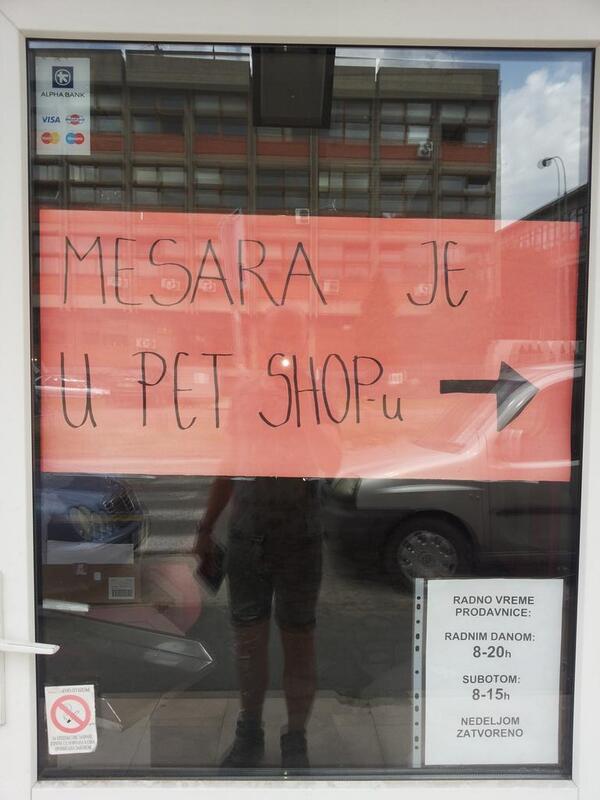 ALPHA BANK
VISA
MESARA JE
U PET SHOP-u
RADNO VREME
PRODAVNICE:
RADNIM DANOM:
8-20h
SUBOTOM:
8-15h
NEDELJOM
ZATVORENO